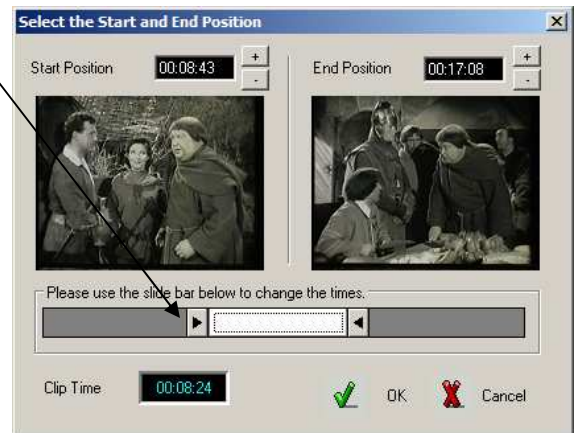 Select the Start and End Position
Start Position 00:08:43 + -
End Position 00:17:08 + -
Please use the slide bar below to change the times.
Clip Time 00:08:24 OK Cancel